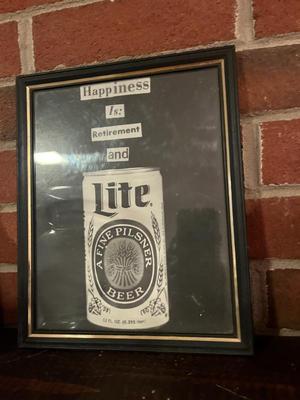 Happiness
Is:
Retirement
and
Lite
A FINE PILSNER
BEER